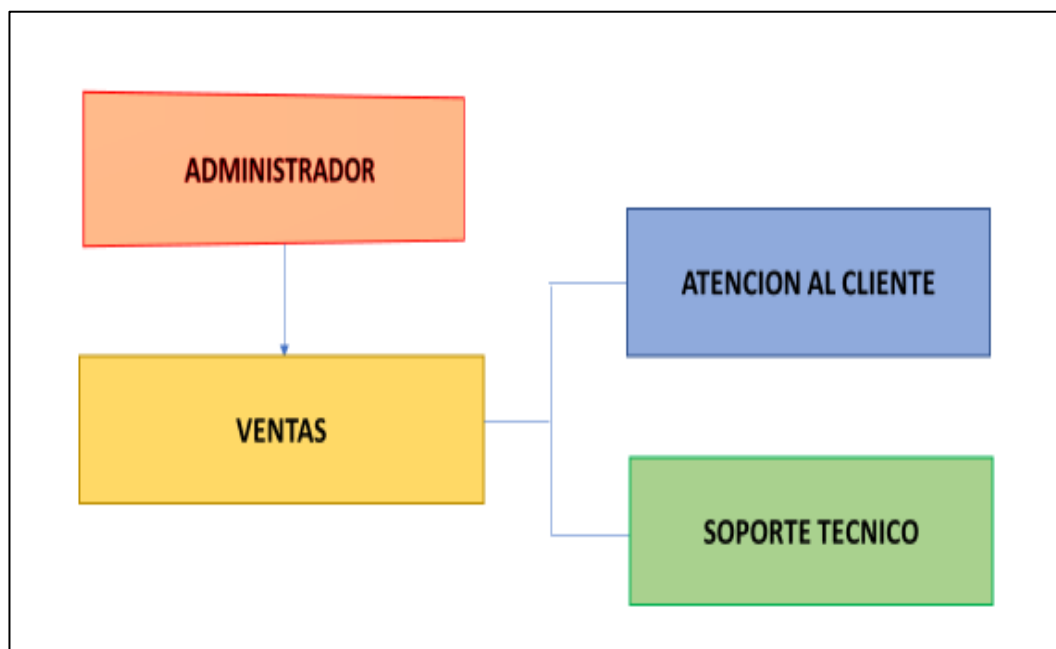 ADMINISTRADOR
VENTAS
ATENCION AL CLIENTE
SOPORTE TECNICO